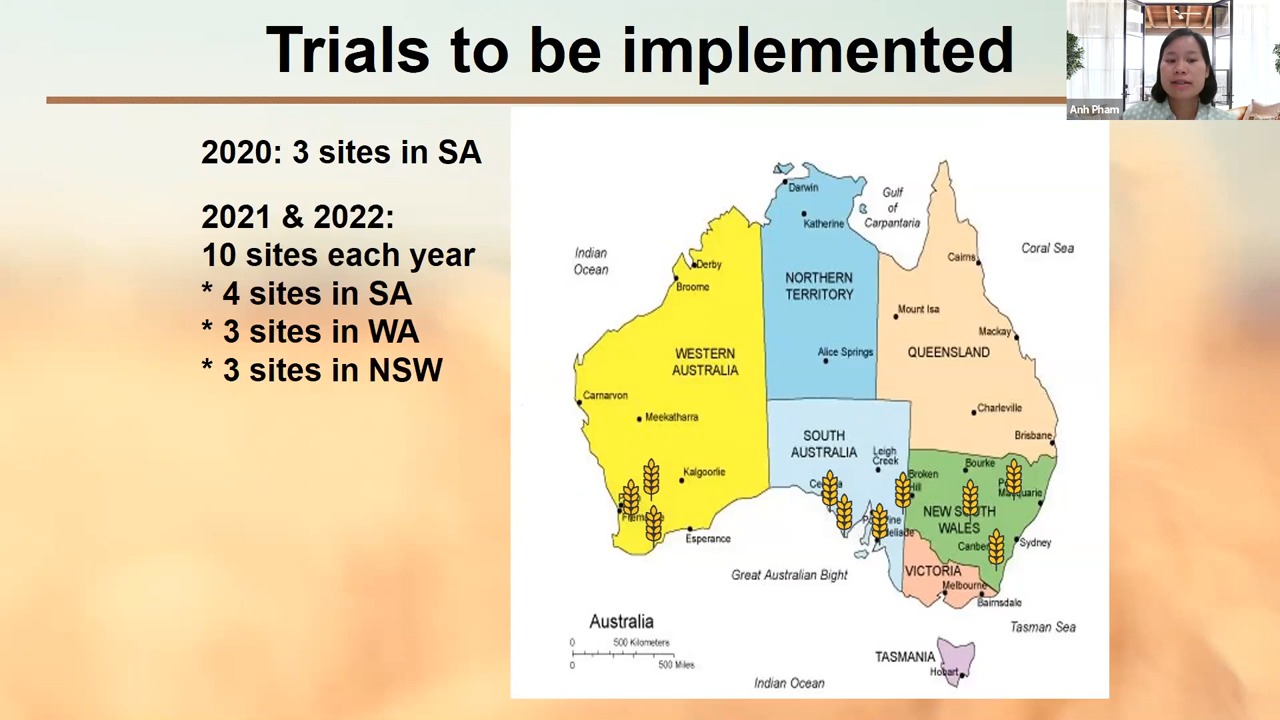 Trials to be implemented
Anh Pham
2020: 3 sites in SA
2021 & 2022:
10 sites each year
* 4 sites in SA
* 3 sites in WA
* 3 sites in NSW
Darwin
Katherine
Gulf
of
Carpentaria
Indian
Ocean
Coral Sea
Derby
Broome
Cairns
NORTHERN
TERRITORY
Mount Isa
Mackay
WESTERN
AUSTRALIA
Alice Springs
QUEENSLAND
Carnarvon
Meekatharra
Charleville
Brisbane
SOUTH
AUSTRALIA
Leigh
Creek
Kalgoorlie
Broken
Hill
Bourke
NEW SOUTH
WALES
Esperance
Sydney
Great Australian Bight
VICTORIA
Melbourne
Bairnsdale
Australia
0 500 Kilometers
0 500 Miles
Tasman Sea
TASMANIA
Hobart
Indian Ocean